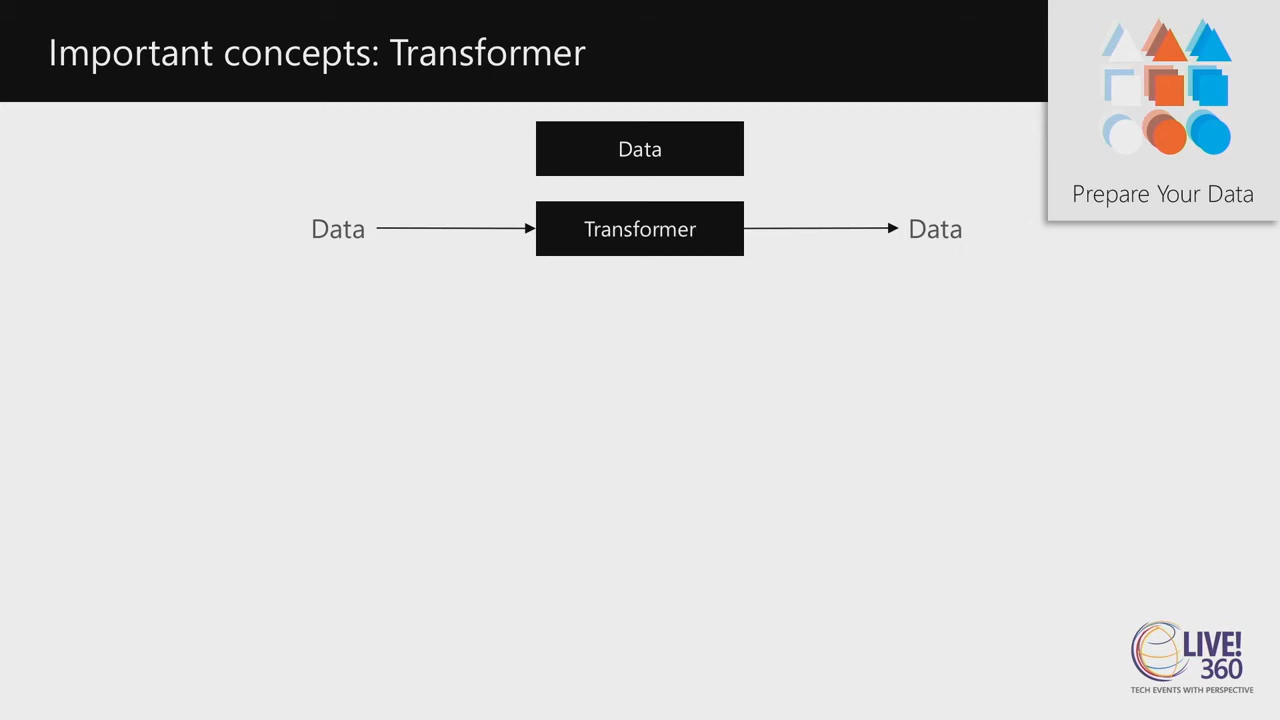 Important concepts: Transformer
Data
Prepare Your Data
Data
Transformer
Data
LIVE!
360
TECH EVENTS WITH PERSPECTIVE